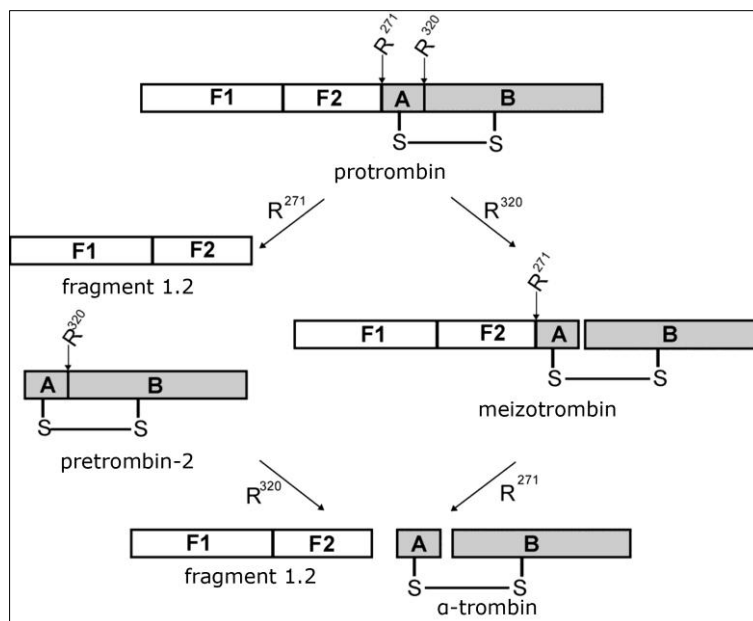 R271 R320
F1 F2 A B
S S
protrombin
R271 R320
F1 F2
fragment 1.2
R271
R320
F1 F2 A B
A B
S S
meizotrombin
S S
pretrombin-2
R320 R271
F1 F2 A B
fragment 1.2
S S
α-trombin